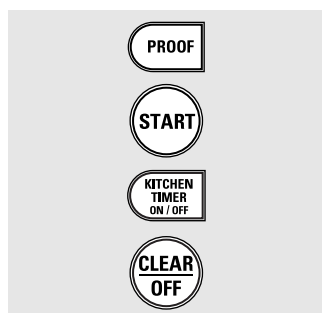 PROOF
START
KITCHEN
TIMER
ON / OFF
CLEAR
OFF